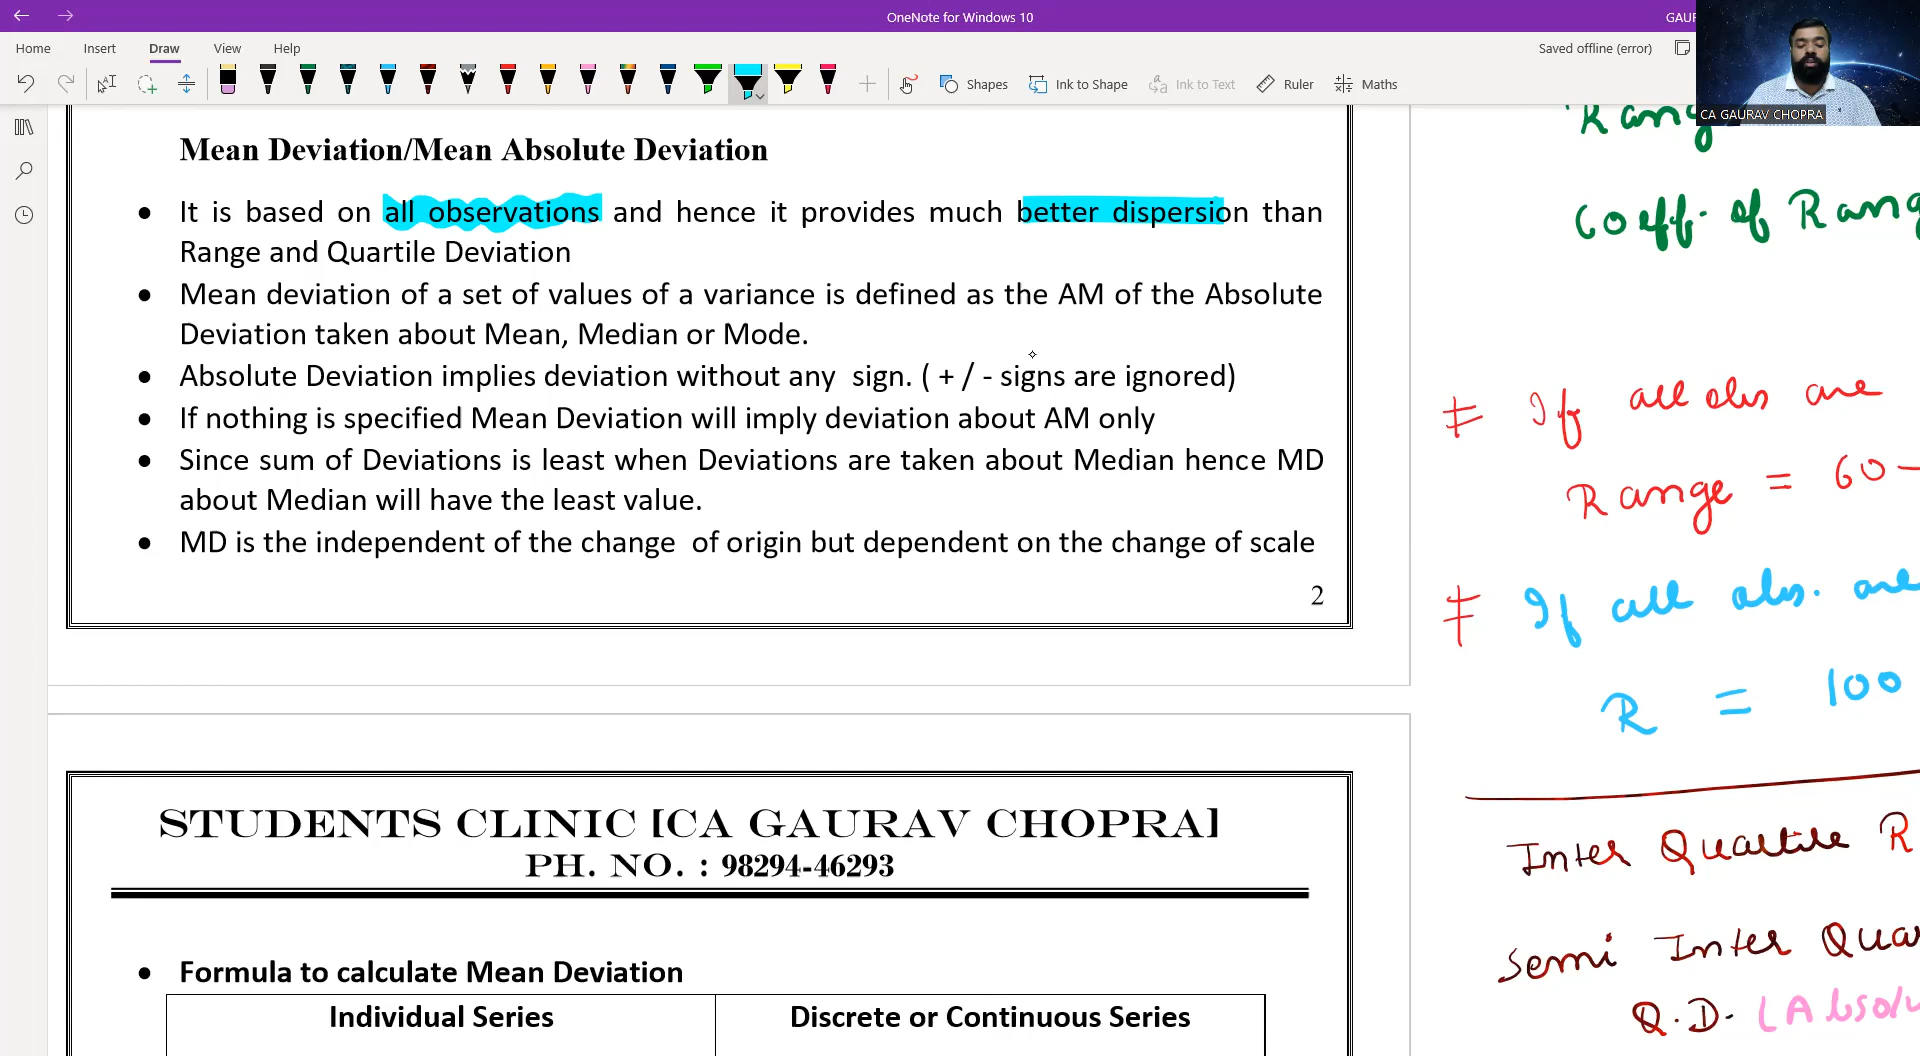 OneNote for Windows 10
GAUR
Home Insert Draw View Help
Saved offline (error)
Shapes Ink to Shape Ink to Text Ruler Maths
CA GAURAV CHOPRA
Mean Deviation/Mean Absolute Deviation
• It is based on all observations and hence it provides much better dispersion than
Range and Quartile Deviation
• Mean deviation of a set of values of a variance is defined as the AM of the Absolute
Deviation taken about Mean, Median or Mode.
• Absolute Deviation implies deviation without any sign. ( + / - signs are ignored)
• If nothing is specified Mean Deviation will imply deviation about AM only
• Since sum of Deviations is least when Deviations are taken about Median hence MD
about Median will have the least value.
• MD is the independent of the change of origin but dependent on the change of scale
2
STUDENTS CLINIC [CA GAURAV CHOPRA]
PH. NO. : 98294-46293
• Formula to calculate Mean Deviation
Individual Series Discrete or Continuous Series
Rang
Coeff. of Rang
If all obs are
Range = 60 -
If all obs. are
R = 100
Inter Quartile R
Semi Inter Quar
Q.D. (Absolu